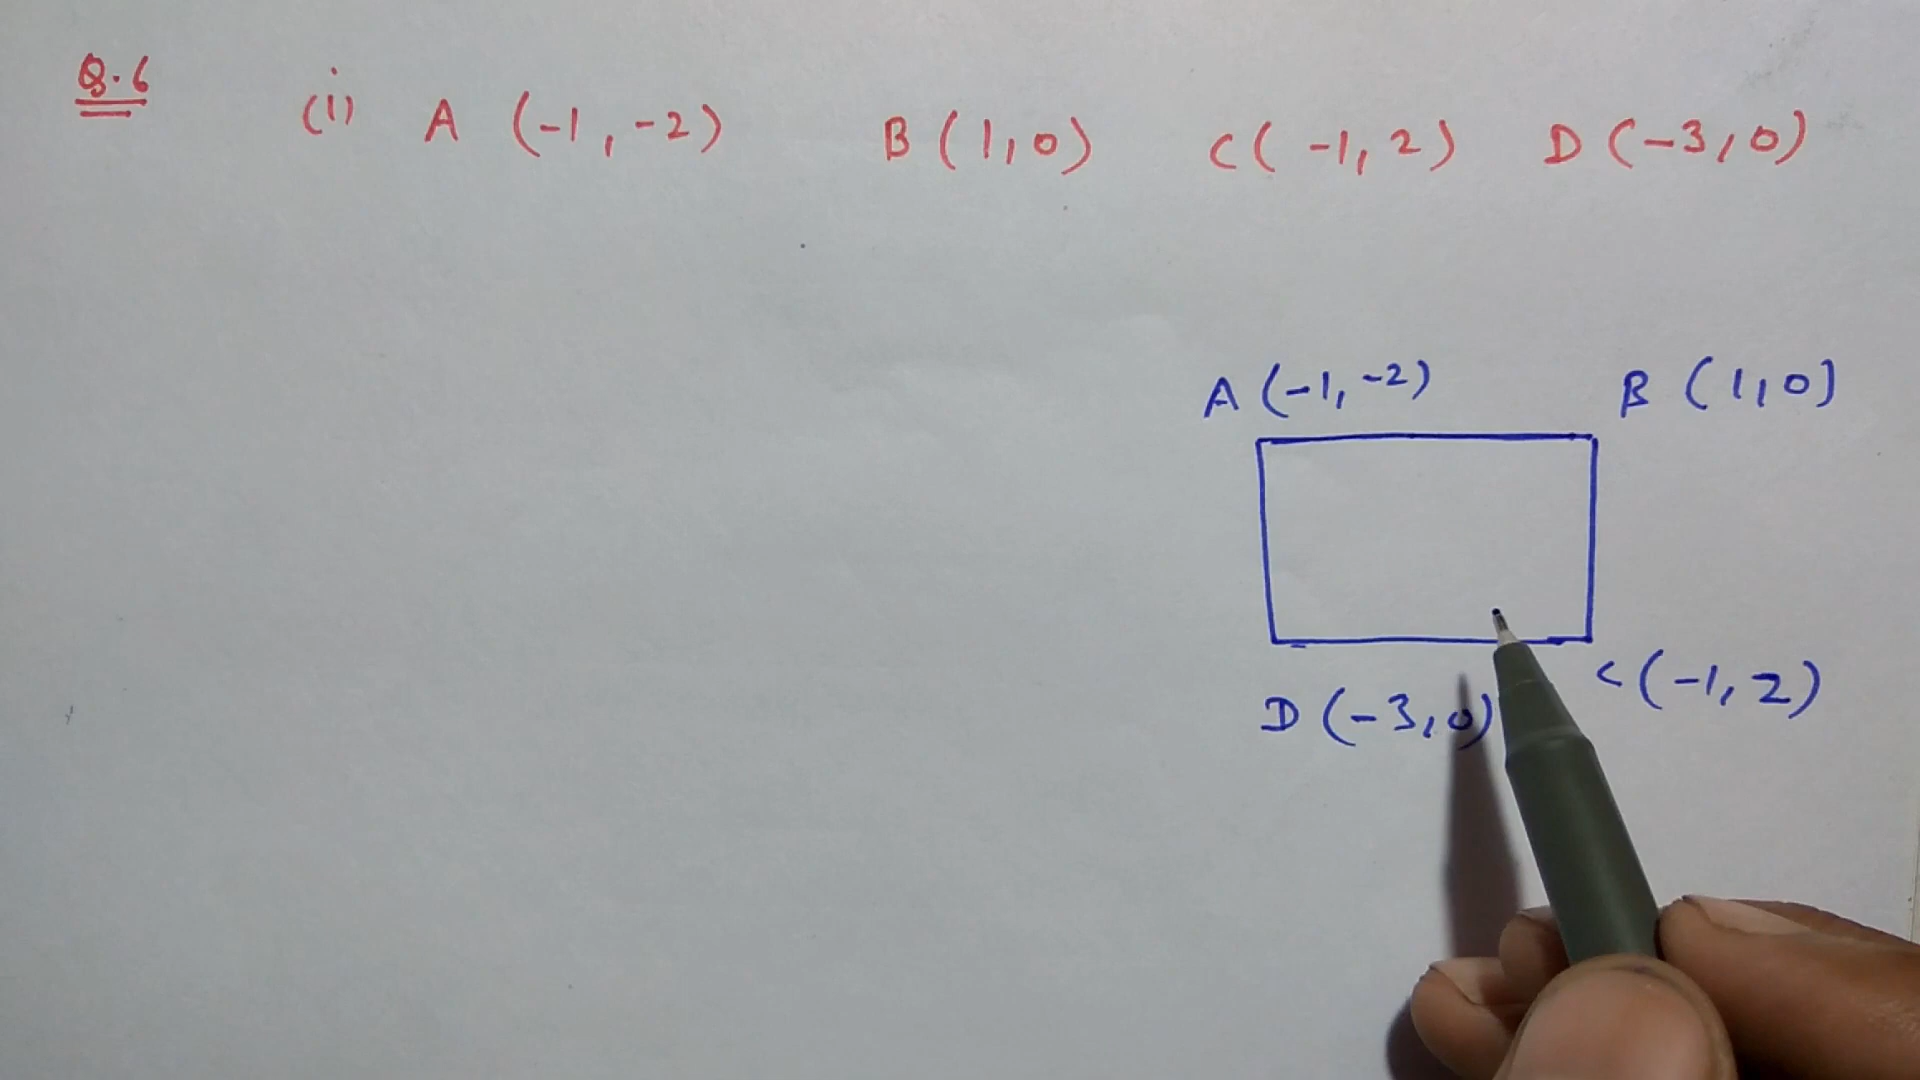 Q.6 (i) A (-1, -2) B (1, 0) C (-1, 2) D (-3, 0)
A (-1, -2) B (1, 0)
C (-1, 2)
D (-3, 0)